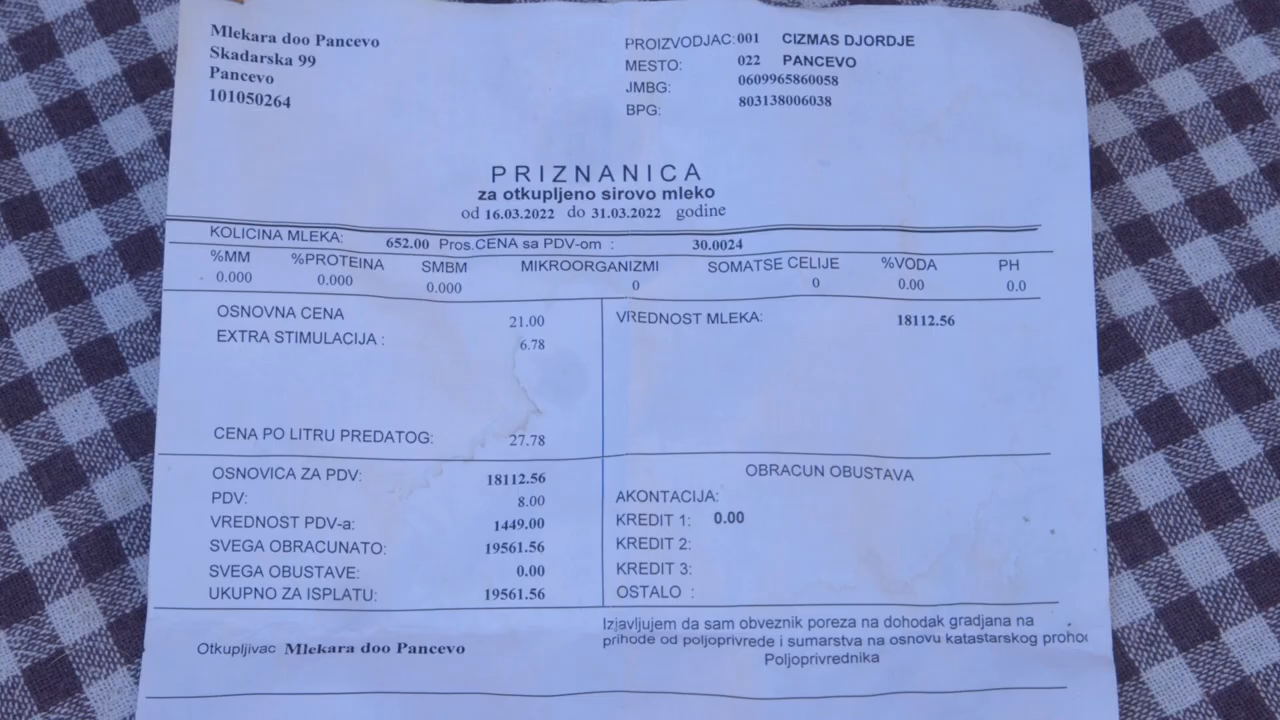 Mlekara doo Pancevo
Skadarska 99
Pancevo
101050264
PROIZVODJAC: 001 CIZMAS DJORDJE
MESTO: 022 PANCEVO
JMBG: 0609965860058
BPG: 803138006038
PRIZNANICA
za otkupljeno sirovo mleko
od 16.03.2022 do 31.03.2022 godine
KOLICINA MLEKA: 652.00 Pros.CENA sa PDV-om : 30.0024
%MM %PROTEINA SMBM MIKROORGANIZMI SOMATSE CELIJE %VODA PH
0.000 0.000 0.000 0 0 0.00 0.0
OSNOVNA CENA 21.00
EXTRA STIMULACIJA : 6.78
CENA PO LITRU PREDATOG: 27.78
VREDNOST MLEKA: 18112.56
OSNOVICA ZA PDV: 18112.56
PDV: 8.00
VREDNOST PDV-a: 1449.00
SVEGA OBRACUNATO: 19561.56
SVEGA OBUSTAVE: 0.00
UKUPNO ZA ISPLATU: 19561.56
OBRACUN OBUSTAVA
AKONTACIJA:
KREDIT 1: 0.00
KREDIT 2:
KREDIT 3:
OSTALO :
Otkupljivac Mlekara doo Pancevo
Izjavljujem da sam obveznik poreza na dohodak gradjana na
prihode od poljoprivrede i sumarstva na osnovu katastarskog
Poljoprivrednika